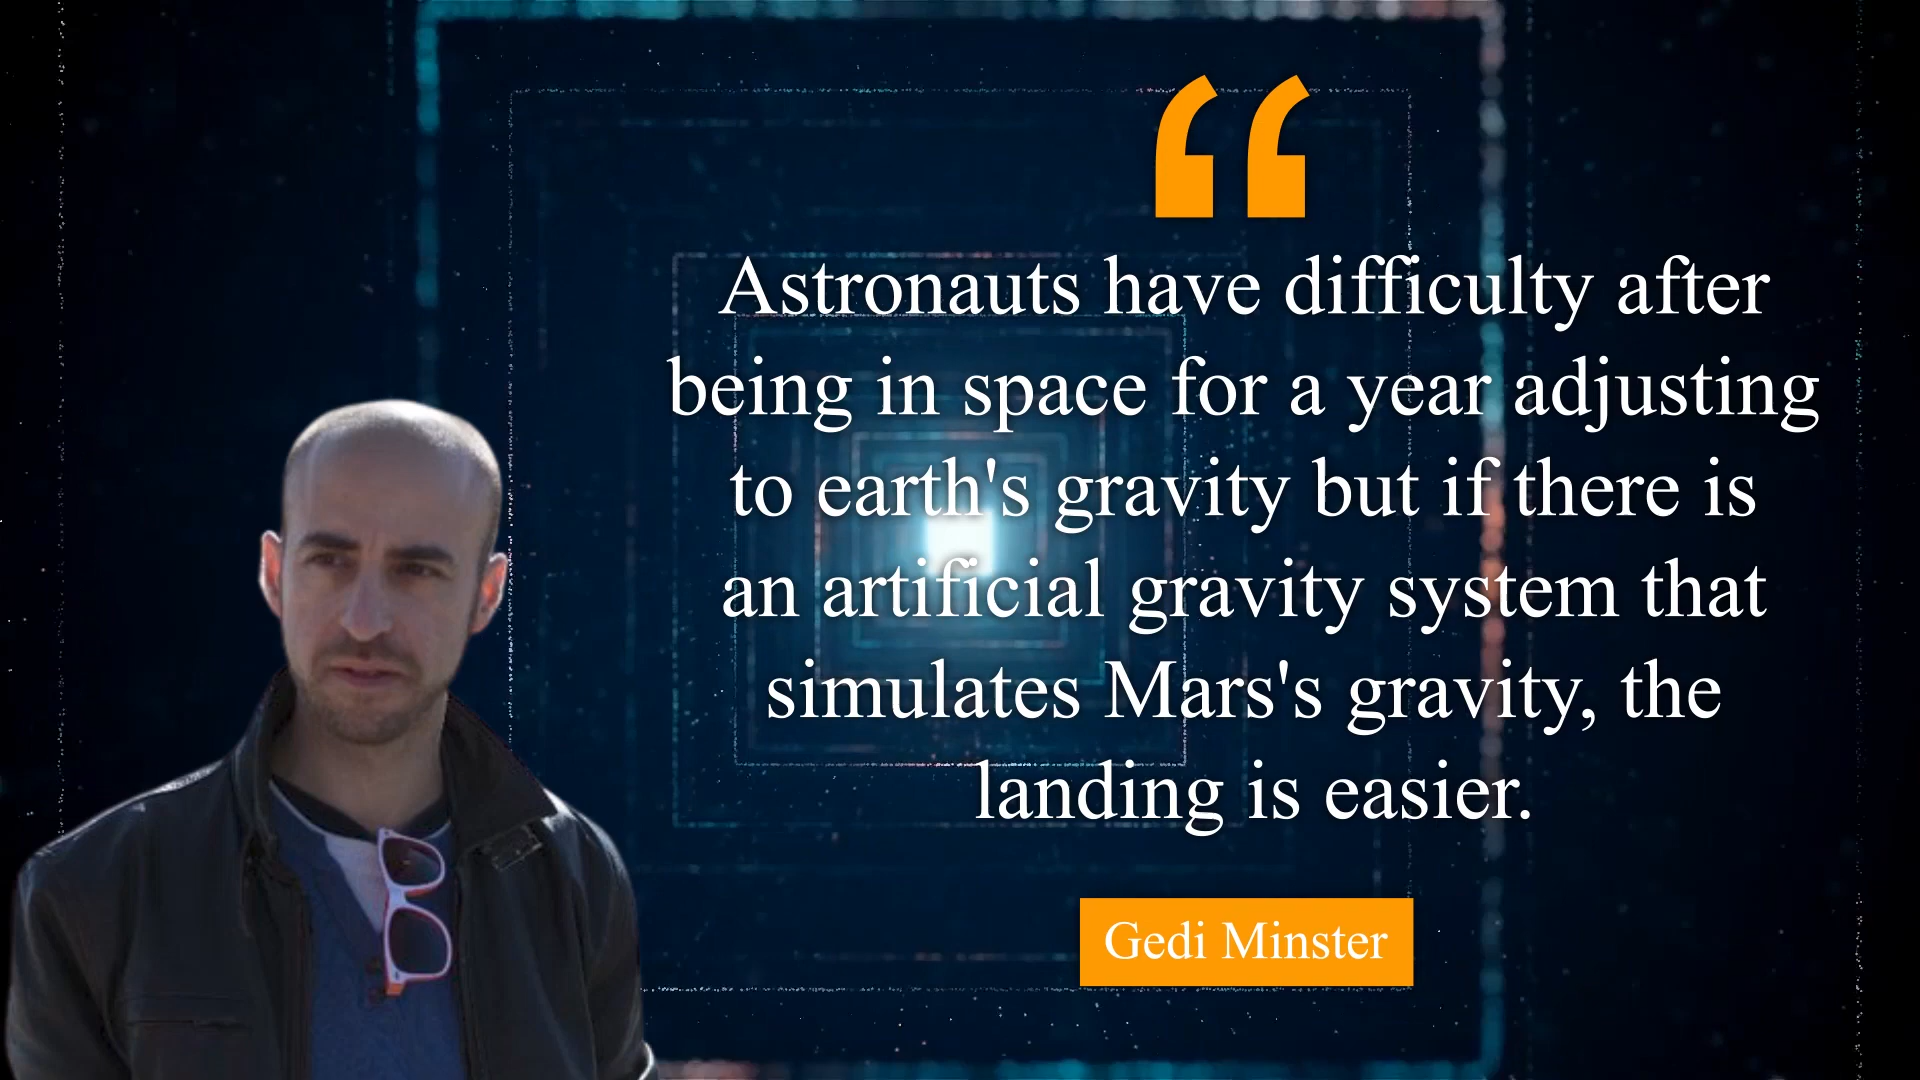 “
Astronauts have difficulty after
being in space for a year adjusting
to earth's gravity but if there is
an artificial gravity system that
simulates Mars's gravity, the
landing is easier.
Gedi Minster